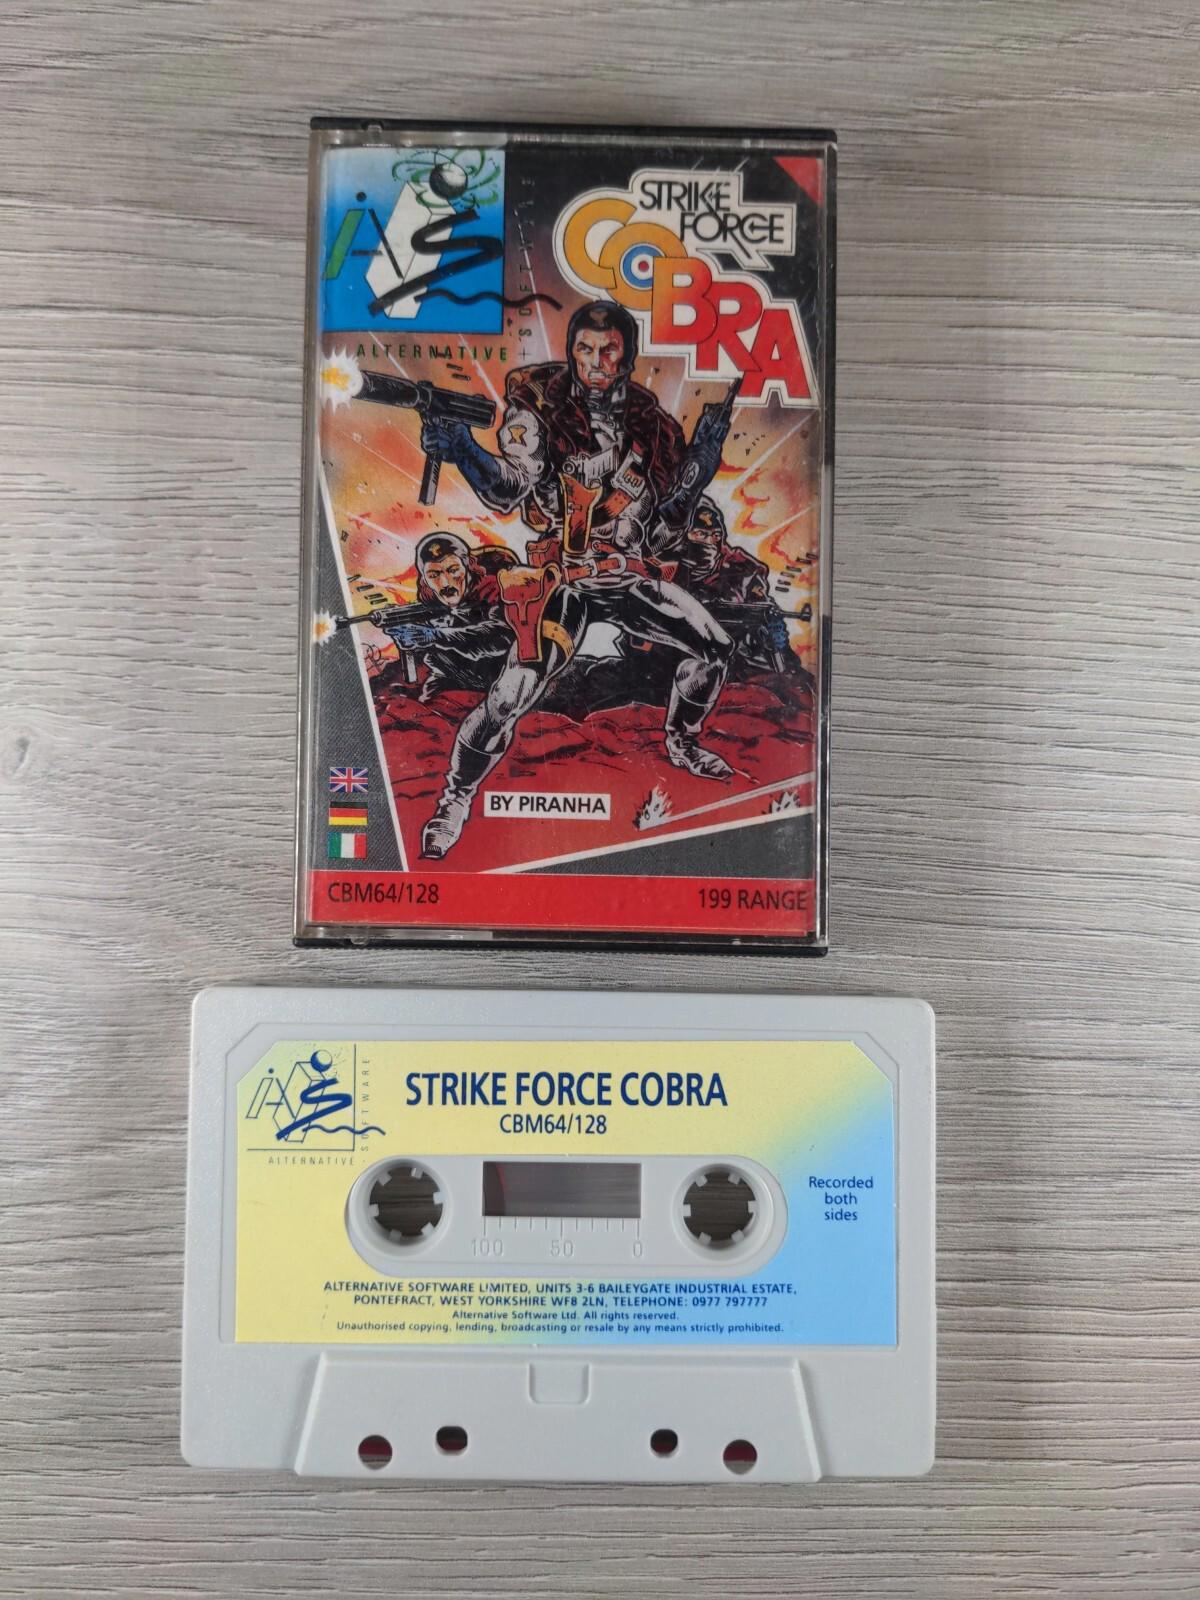 STRIKE
FORCE
COBRA
AS
SOFTWARE
ALTERNATIVE +
BY PIRANHA
CBM64/128
199 RANGE
AS
SOFTWARE
ALTERNATIVE
STRIKE FORCE COBRA
CBM64/128
Recorded
both
sides
100 50 0
ALTERNATIVE SOFTWARE LIMITED, UNITS 3-6 BAILEYGATE INDUSTRIAL ESTATE,
PONTEFRACT, WEST YORKSHIRE WF8 2LN, TELEPHONE: 0977 797777
Alternative Software Ltd. All rights reserved.
Unauthorised copying, lending, broadcasting or resale by any means strictly prohibited.